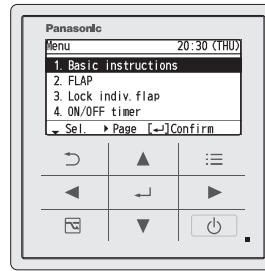 Panasonic
Menu 20:30 (THU)
1. Basic instructions
2. FLAP
3. Lock indiv.flap
4. ON/OFF timer
Sel. Page [↵]Confirm